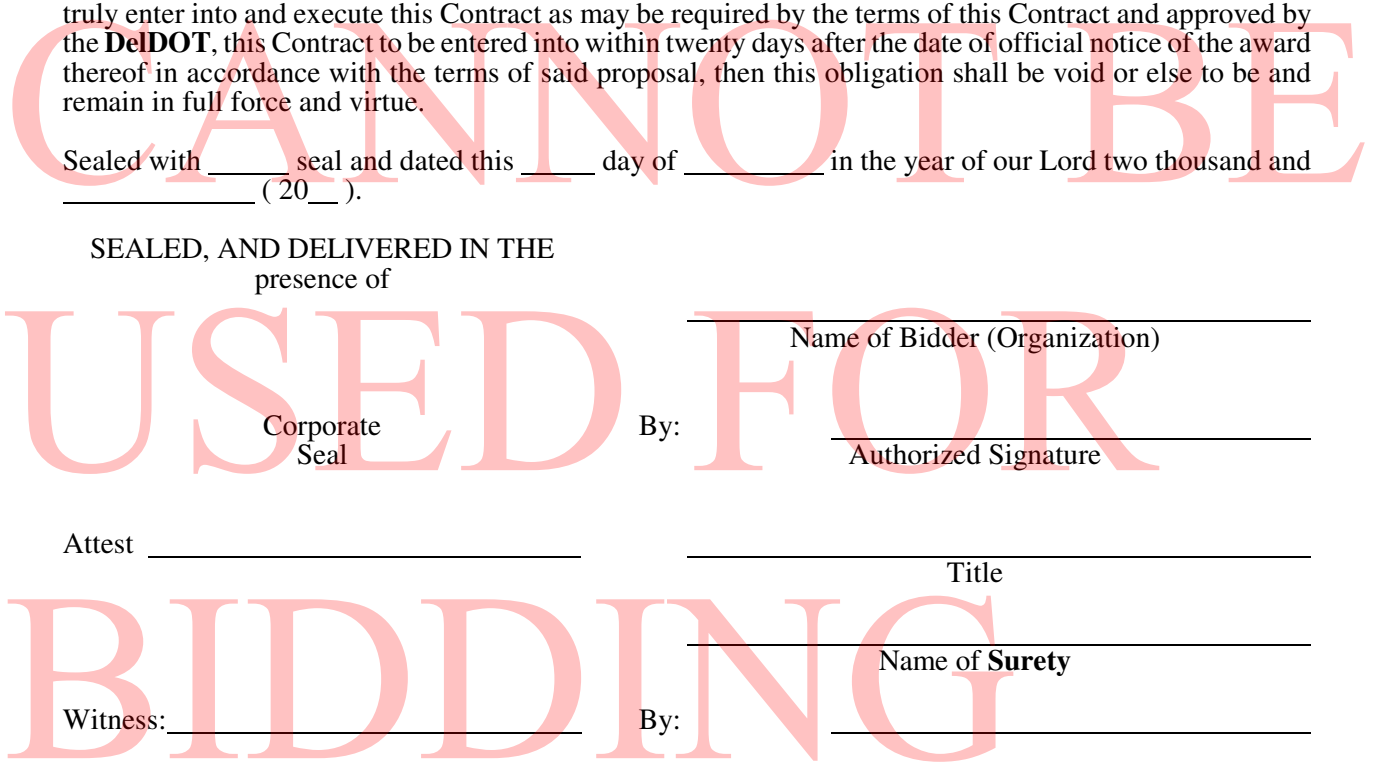 truly enter into and execute this Contract as may be required by the terms of this Contract and approved by
the DelDOT, this Contract to be entered into within twenty days after the date of official notice of the award
thereof in accordance with the terms of said proposal, then this obligation shall be void or else to be and
remain in full force and virtue.
Sealed with ______ seal and dated this _____ day of __________ in the year of our Lord two thousand and
_____________ ( 20__ ).
SEALED, AND DELIVERED IN THE
presence of
Name of Bidder (Organization)
Corporate
Seal
By:
Authorized Signature
Attest
Title
Name of Surety
Witness:
By:
CANNOT BE
USED FOR
BIDDING